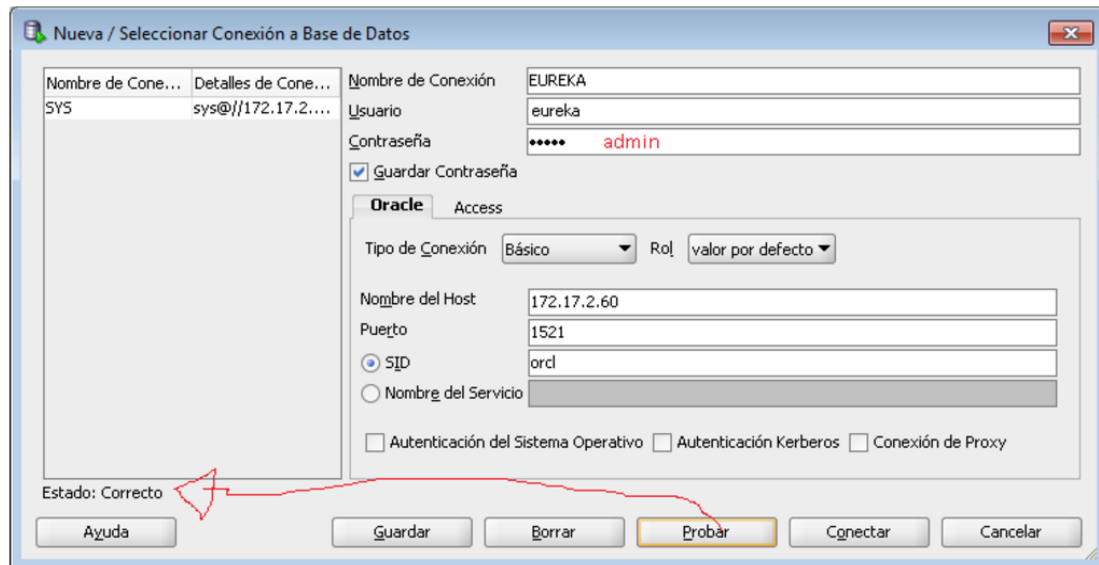 Nueva / Seleccionar Conexión a Base de Datos
Nombre de Cone... Detalles de Cone...
SYS sys@//172.17.2....
Nombre de Conexión EUREKA
Usuario eureka
Contraseña ••••• admin
Guardar Contraseña
Oracle Access
Tipo de Conexión Básico Rol valor por defecto
Nombre del Host 172.17.2.60
Puerto 1521
SID orcl
Nombre del Servicio
Autenticación del Sistema Operativo Autenticación Kerberos Conexión de Proxy
Estado: Correcto
Ayuda Guardar Borrar Probar Conectar Cancelar